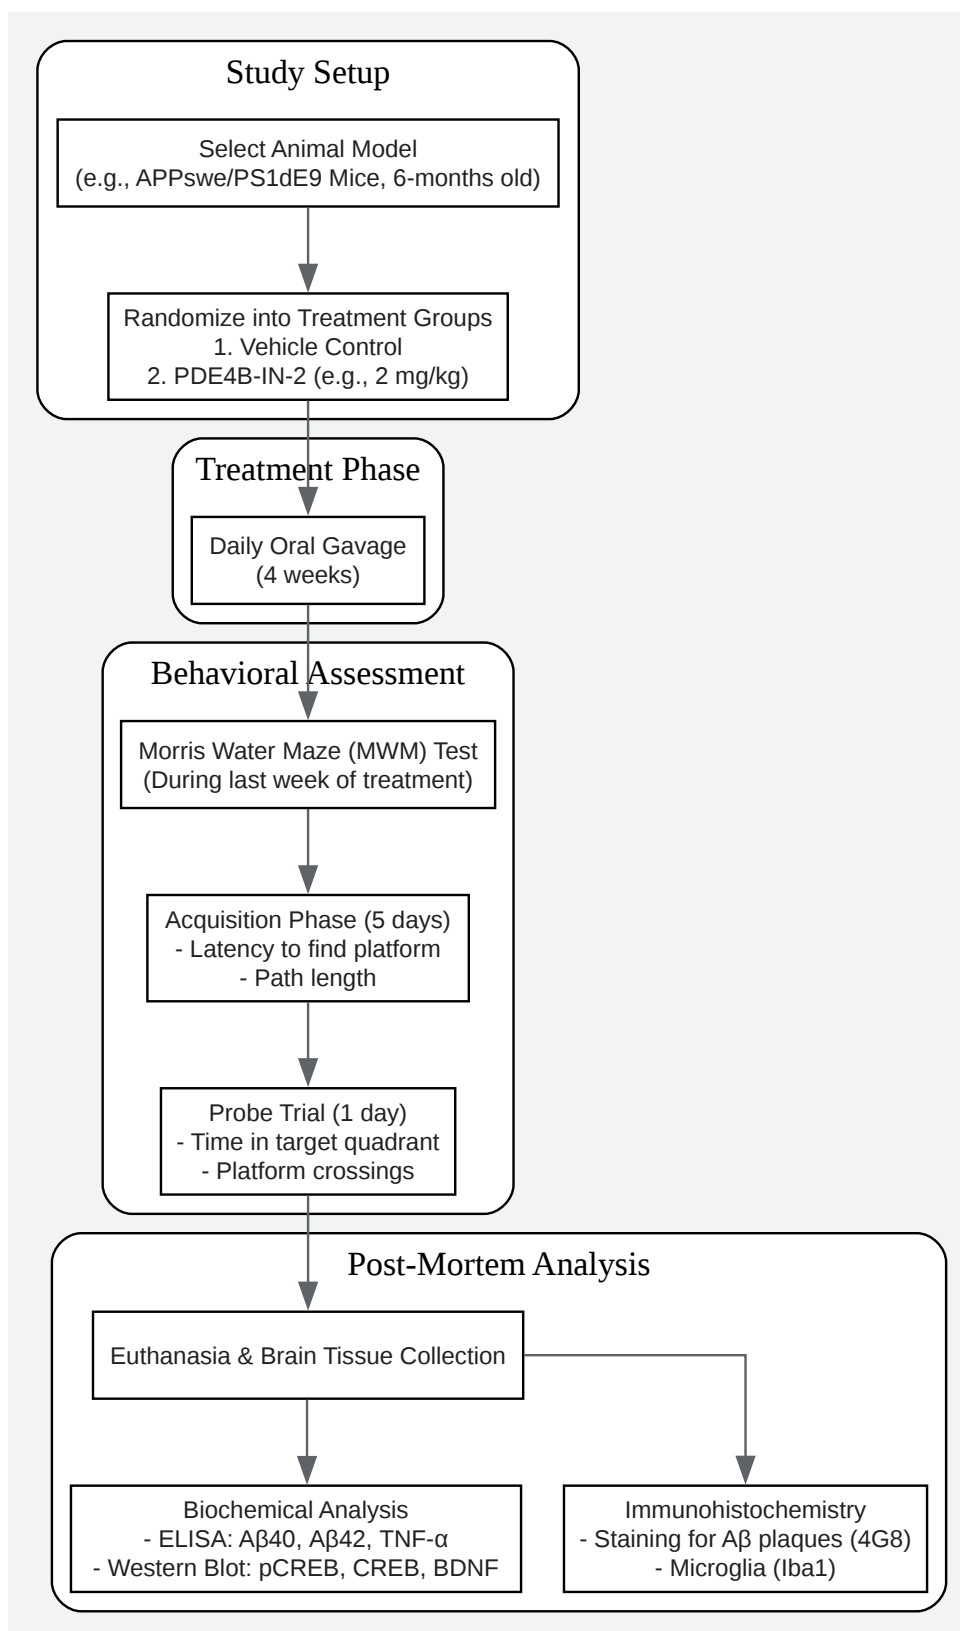 Study Setup
Select Animal Model
(e.g., APPswe/PS1dE9 Mice, 6-months old)
Randomize into Treatment Groups
1. Vehicle Control
2. PDE4B-IN-2 (e.g., 2 mg/kg)
Treatment Phase
Daily Oral Gavage
(4 weeks)
Behavioral Assessment
Morris Water Maze (MWM) Test
(During last week of treatment)
Acquisition Phase (5 days)
- Latency to find platform
- Path length
Probe Trial (1 day)
- Time in target quadrant
- Platform crossings
Post-Mortem Analysis
Euthanasia & Brain Tissue Collection
Biochemical Analysis
- ELISA: Aβ40, Aβ42, TNF-α
- Western Blot: pCREB, CREB, BDNF
Immunohistochemistry
- Staining for Aβ plaques (4G8)
- Microglia (Iba1)